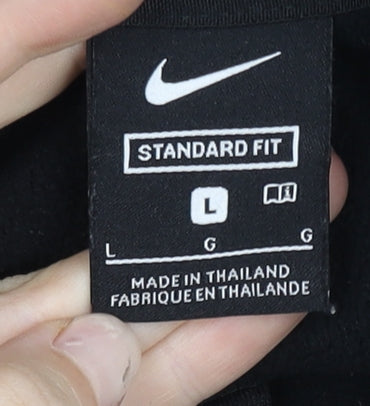 STANDARD FIT
L
L G G
MADE IN THAILAND
FABRIQUE EN THAILANDE